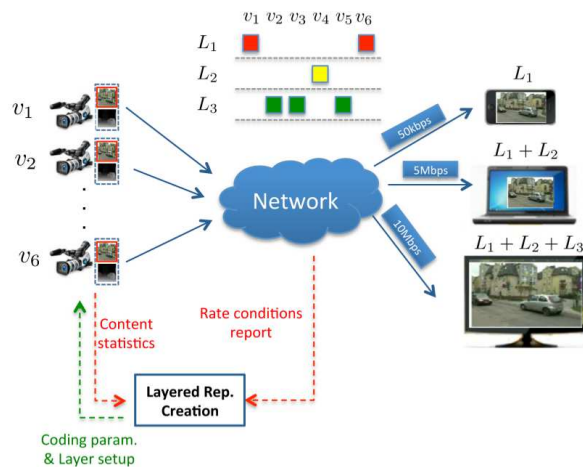 v₁ v₂ v₃ v₄ v₅ v₆
L₁
L₂
L₃
v₁
v₂
v₆
Network
50kbps
5Mbps
10Mbps
L₁
L₁ + L₂
L₁ + L₂ + L₃
Content
statistics
Rate conditions
report
Layered Rep.
Creation
Coding param.
& Layer setup